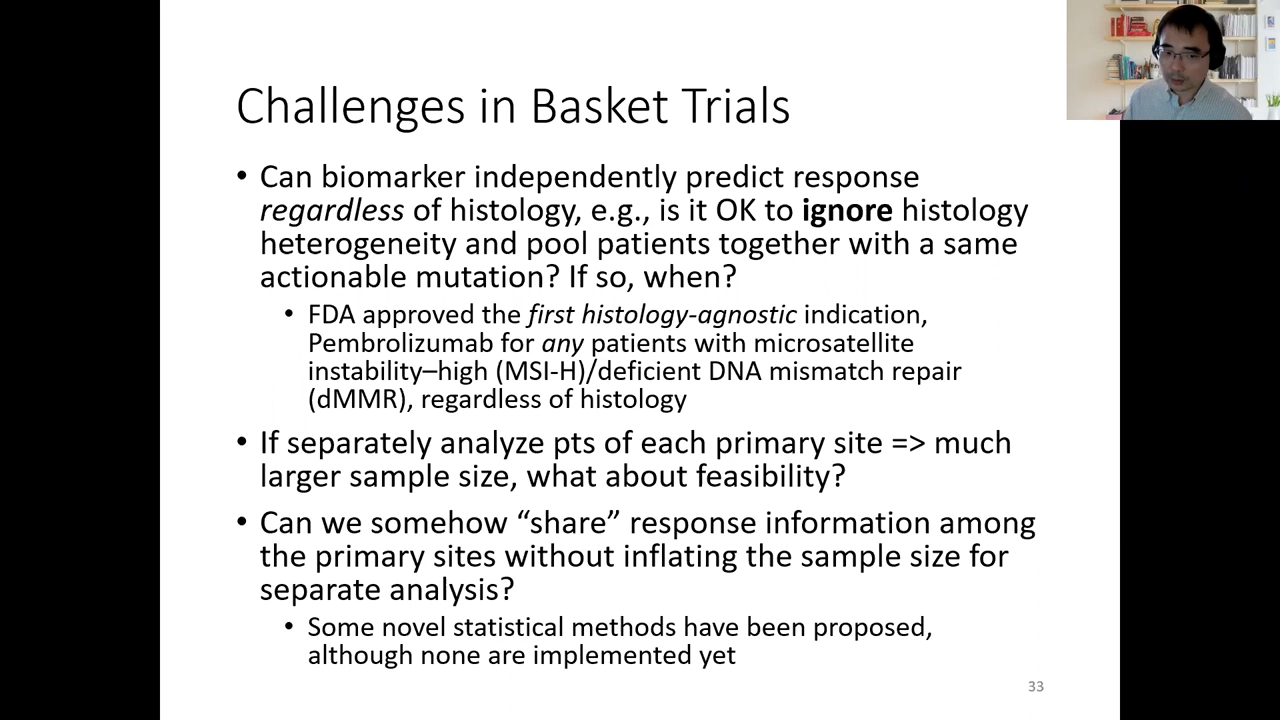 Challenges in Basket Trials
• Can biomarker independently predict response
regardless of histology, e.g., is it OK to ignore histology
heterogeneity and pool patients together with a same
actionable mutation? If so, when?
• FDA approved the first histology-agnostic indication,
Pembrolizumab for any patients with microsatellite
instability–high (MSI-H)/deficient DNA mismatch repair
(dMMR), regardless of histology
• If separately analyze pts of each primary site => much
larger sample size, what about feasibility?
• Can we somehow “share” response information among
the primary sites without inflating the sample size for
separate analysis?
• Some novel statistical methods have been proposed,
although none are implemented yet
33